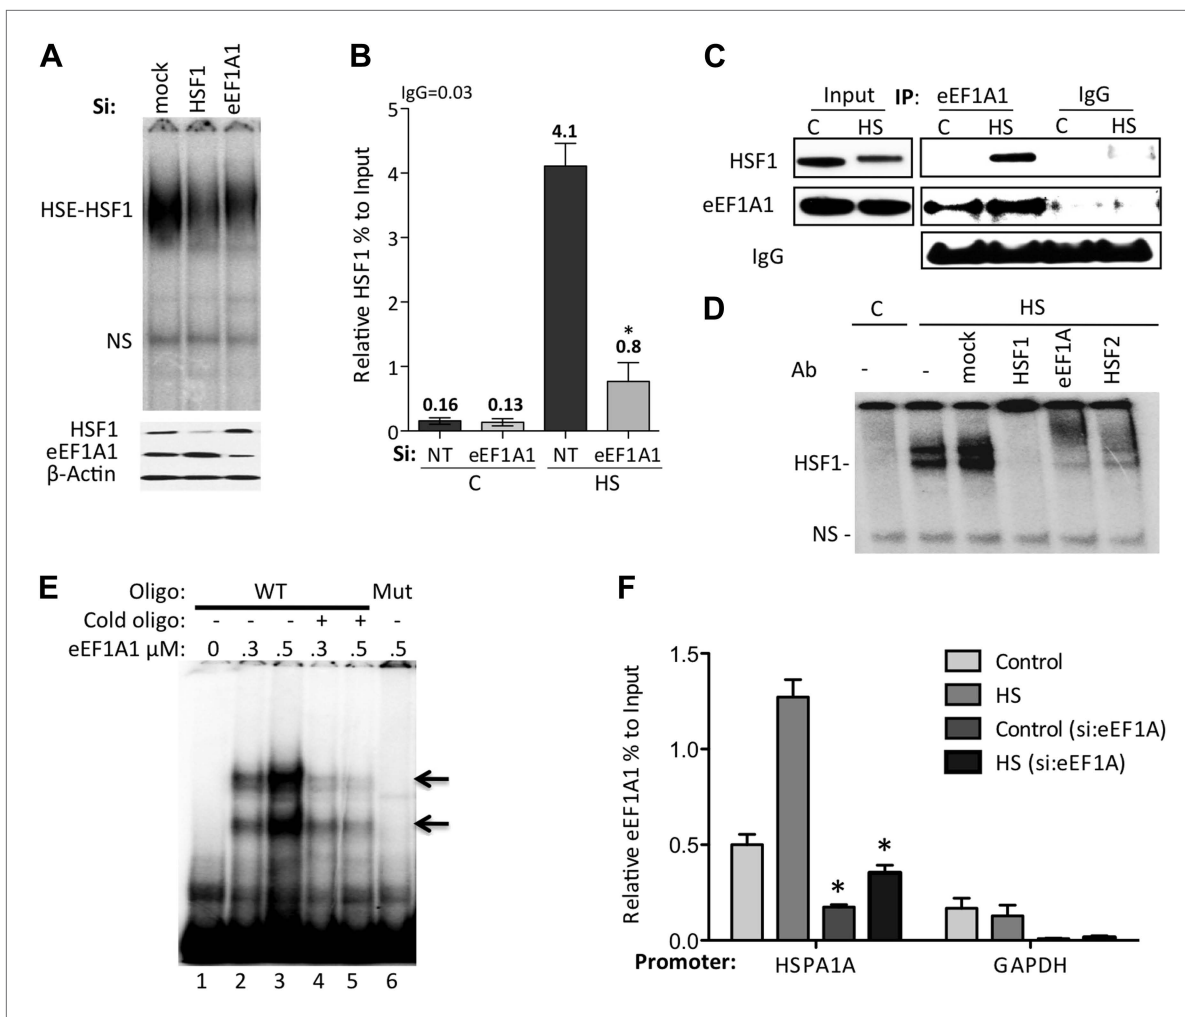 A
Si:
mock
HSF1
eEF1A1
HSE-HSF1
NS
HSF1
eEF1A1
β-Actin
B
IgG=0.03
Relative HSF1 % to Input
5
4
3
2
1
0
0.16
0.13
4.1
*
0.8
Si: NT eEF1A1 NT eEF1A1
C HS
C
Input IP: eEF1A1 IgG
C HS C HS C HS
HSF1
eEF1A1
IgG
D
C HS
Ab - - mock HSF1 eEF1A HSF2
HSF1-
NS -
E
Oligo: WT Mut
Cold oligo: - - - + + -
eEF1A1 µM: 0 .3 .5 .3 .5 .5
1 2 3 4 5 6
F
Relative eEF1A1 % to Input
1.5
1.0
0.5
0.0
* *
Control
HS
Control (si:eEF1A)
HS (si:eEF1A)
Promoter: HSPA1A GAPDH